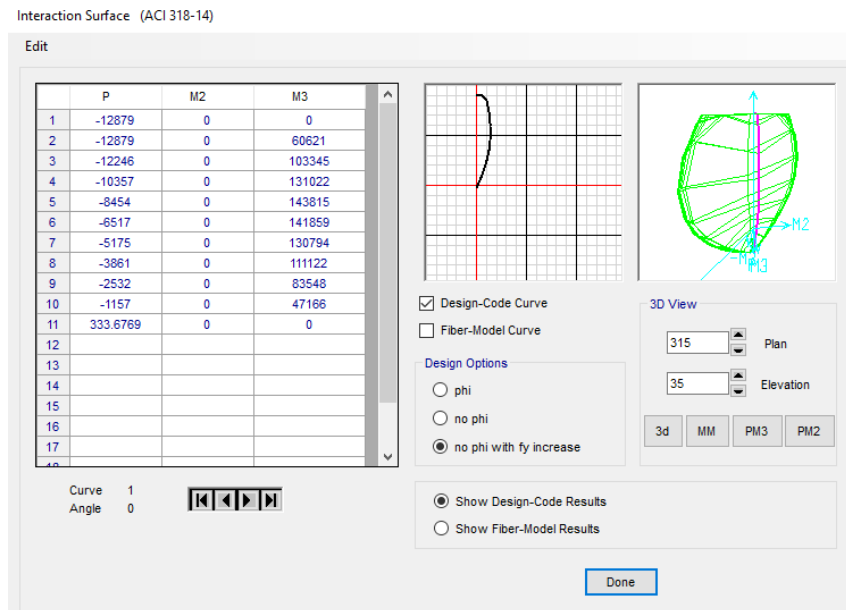 Interaction Surface (ACI 318-14)
Edit
P M2 M3
1 -12879 0 0
2 -12879 0 60621
3 -12246 0 103345
4 -10357 0 131022
5 -8454 0 143815
6 -6517 0 141859
7 -5175 0 130794
8 -3861 0 111122
9 -2532 0 83548
10 -1157 0 47166
11 333.6769 0 0
12
13
14
15
16
17
Curve 1
Angle 0
M2
M3
Design-Code Curve
Fiber-Model Curve
Design Options
phi
no phi
no phi with fy increase
3D View
315 Plan
35 Elevation
3d MM PM3 PM2
Show Design-Code Results
Show Fiber-Model Results
Done